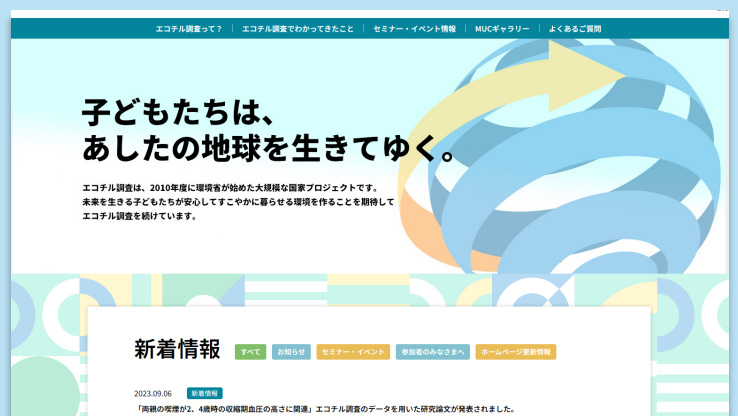 エコチル調査って？
エコチル調査でわかってきたこと
セミナー・イベント情報
MUCギャラリー
よくあるご質問
子どもたちは、
あしたの地球を生きてゆく。
エコチル調査は、2010年度に環境省が始めた大規模な国家プロジェクトです。
未来を生きる子どもたちが安心してすこやかに暮らせる環境を作ることを期待して
エコチル調査を続けています。
新着情報
すべて
お知らせ
セミナー・イベント
参加者のみなさまへ
ホームページ更新情報
2023.09.06 新着情報
「両親の喫煙が2、4歳時の収縮期血圧の高さに関連」エコチル調査のデータを用いた研究論文が発表されました。